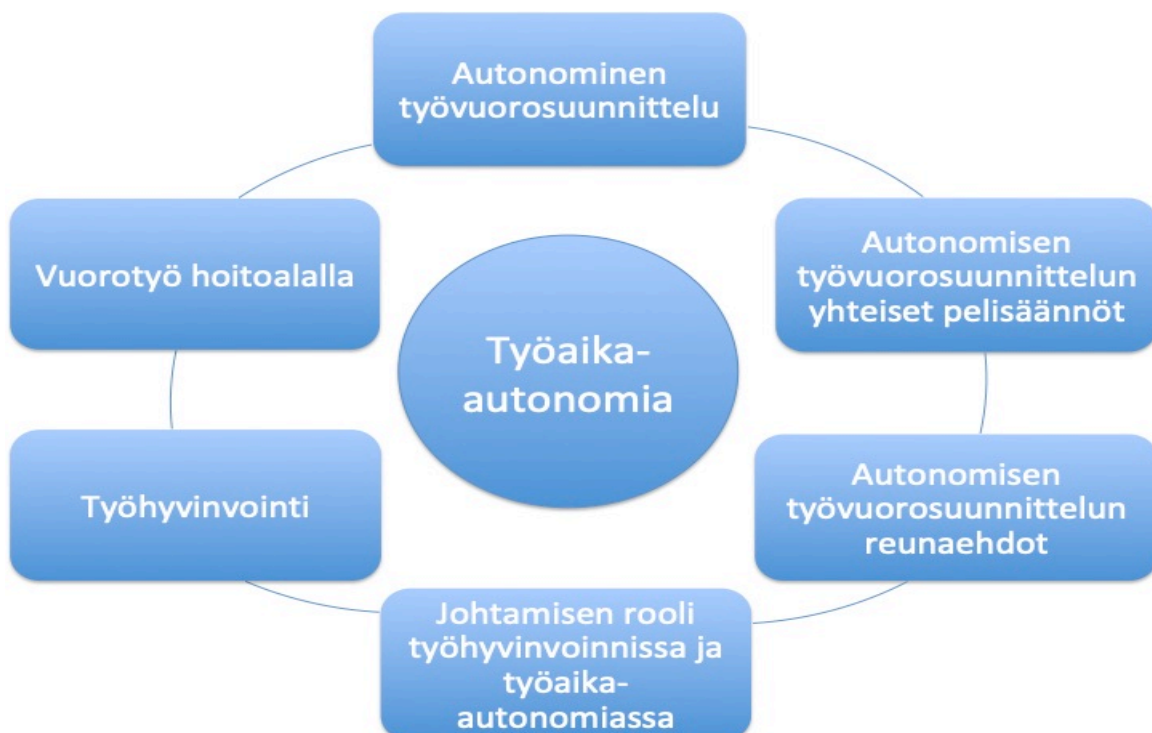 Autonominen
työvuorosuunnittelu
Vuorotyö hoitoalalla
Autonomisen
työvuorosuunnittelun
yhteiset pelisäännöt
Työaika-
autonomia
Työhyvinvointi
Autonomisen
työvuorosuunnittelun
reunaehdot
Johtamisen rooli
työhyvinvoinnissa ja
työaika-
autonomiassa